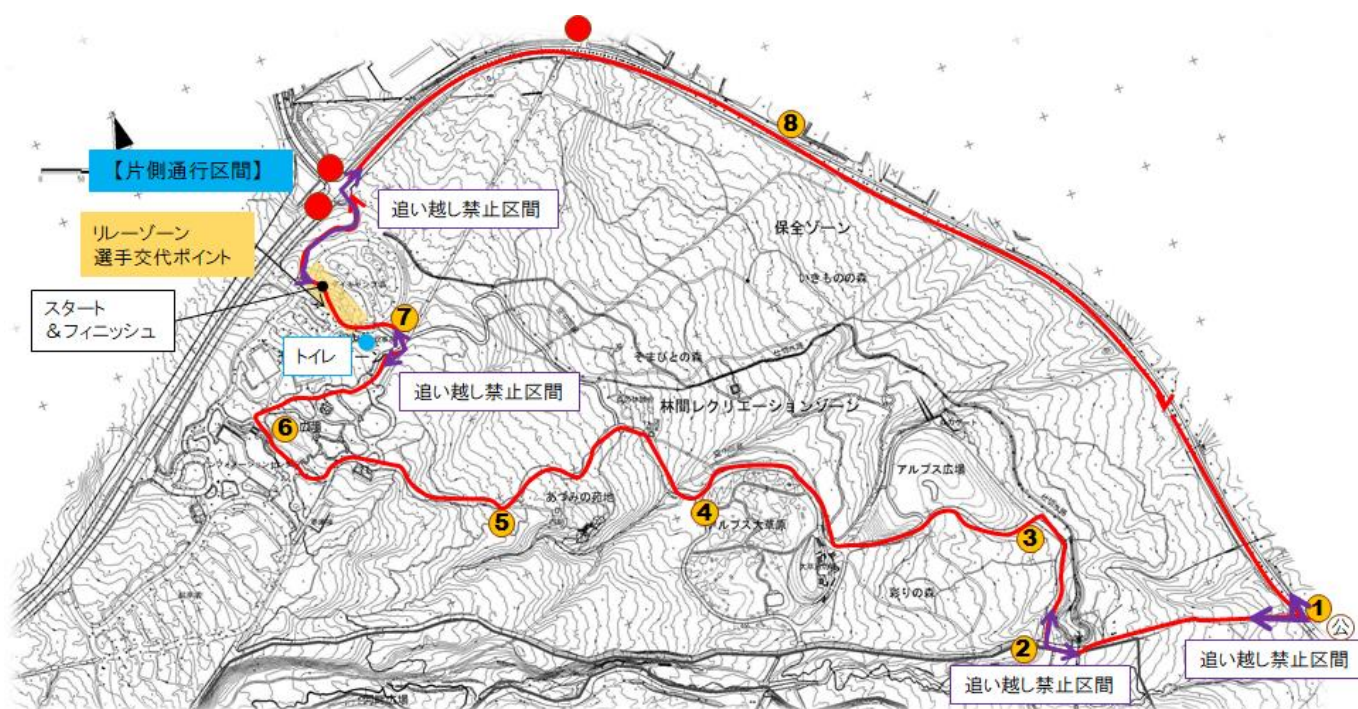 【片側通行区間】
リレーゾーン
選手交代ポイント
スタート
&フィニッシュ
追い越し禁止区間
トイレ
追い越し禁止区間
保全ゾーン
いきものの森
そまびとの森
林間レクリエーションゾーン
アルプス広場
あづみの苑地
アルプス大草原
彩りの森
8
7
6
5
4
3
2
1
公
追い越し禁止区間
追い越し禁止区間